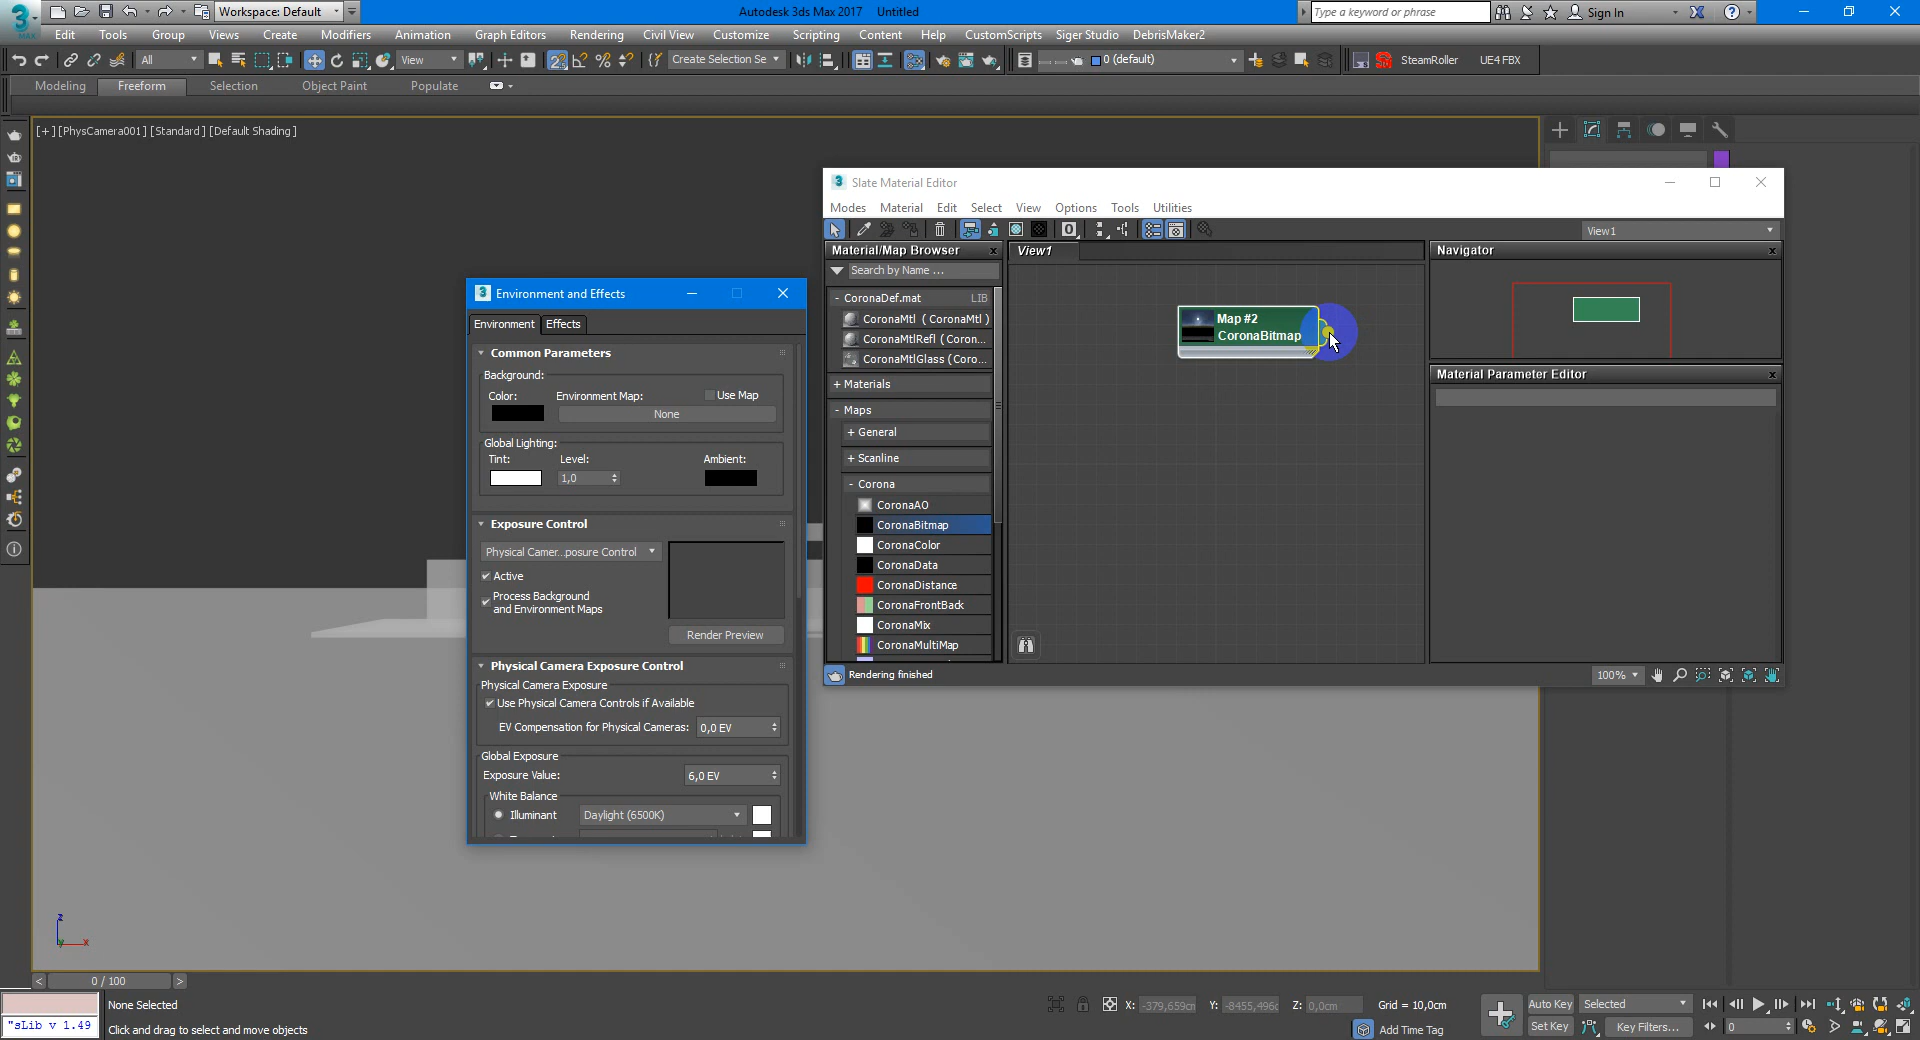 Workspace: Default
Autodesk 3ds Max 2017 Untitled
Type a keyword or phrase
Sign In
MAX
Edit Tools Group Views Create Modifiers Animation Graph Editors Rendering Civil View Customize Scripting Content Help CustomScripts Siger Studio DebrisMaker2
All
View
Create Selection Se
0 (default)
SteamRoller
UE4 FBX
Modeling Freeform Selection Object Paint Populate
[+] [PhysCamera001] [Standard] [Default Shading]
Slate Material Editor
Modes Material Edit Select View Options Tools Utilities
View1
Material/Map Browser
View1
Navigator
Search by Name ...
- CoronaDef.mat LIB
CoronaMtl ( CoronaMtl )
CoronaMtlRefl ( Coron...
CoronaMtlGlass ( Coro...
+ Materials
- Maps
+ General
+ Scanline
- Corona
CoronaAO
CoronaBitmap
CoronaColor
CoronaData
CoronaDistance
CoronaFrontBack
CoronaMix
CoronaMultiMap
Map #2
CoronaBitmap
Material Parameter Editor
Rendering finished
100%
Environment and Effects
Environment Effects
Common Parameters
Background:
Color: Environment Map: Use Map
None
Global Lighting:
Tint: Level: Ambient:
1,0
Exposure Control
Physical Camer...posure Control
Active
Process Background
and Environment Maps
Render Preview
Physical Camera Exposure Control
Physical Camera Exposure
Use Physical Camera Controls if Available
EV Compensation for Physical Cameras: 0,0 EV
Global Exposure
Exposure Value: 6,0 EV
White Balance
Illuminant Daylight (6500K)
z
y
x
< 0 / 100 >
None Selected
X: -379,659cm Y: -8455,496c Z: 0,0cm Grid = 10,0cm
Auto Key Selected
"sLib v 1.49
Click and drag to select and move objects
Add Time Tag
Set Key Key Filters...
0